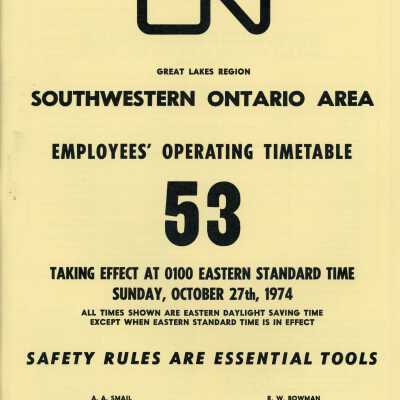 CN
GREAT LAKES REGION
SOUTHWESTERN ONTARIO AREA
EMPLOYEES' OPERATING TIMETABLE
53
TAKING EFFECT AT 0100 EASTERN STANDARD TIME
SUNDAY, OCTOBER 27th, 1974
ALL TIMES SHOWN ARE EASTERN DAYLIGHT SAVING TIME
EXCEPT WHEN EASTERN STANDARD TIME IS IN EFFECT
SAFETY RULES ARE ESSENTIAL TOOLS
A. A. SMAIL R. W. BOWMAN